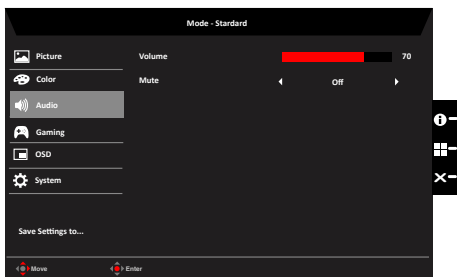 Mode - Standard
Picture
Volume 70
Color
Mute Off
Audio
Gaming
OSD
System
Save Settings to...
Move Enter